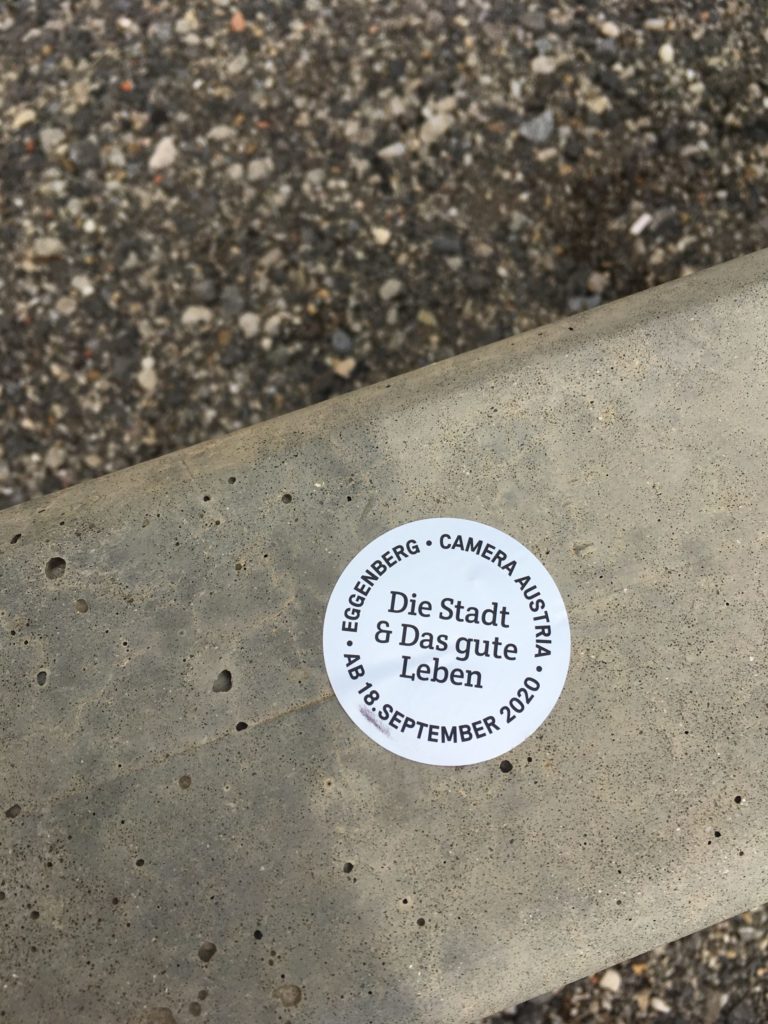 EGGENBERG • CAMERA AUSTRIA •
AB 18. SEPTEMBER 2020 •
Die Stadt
& Das gute
Leben